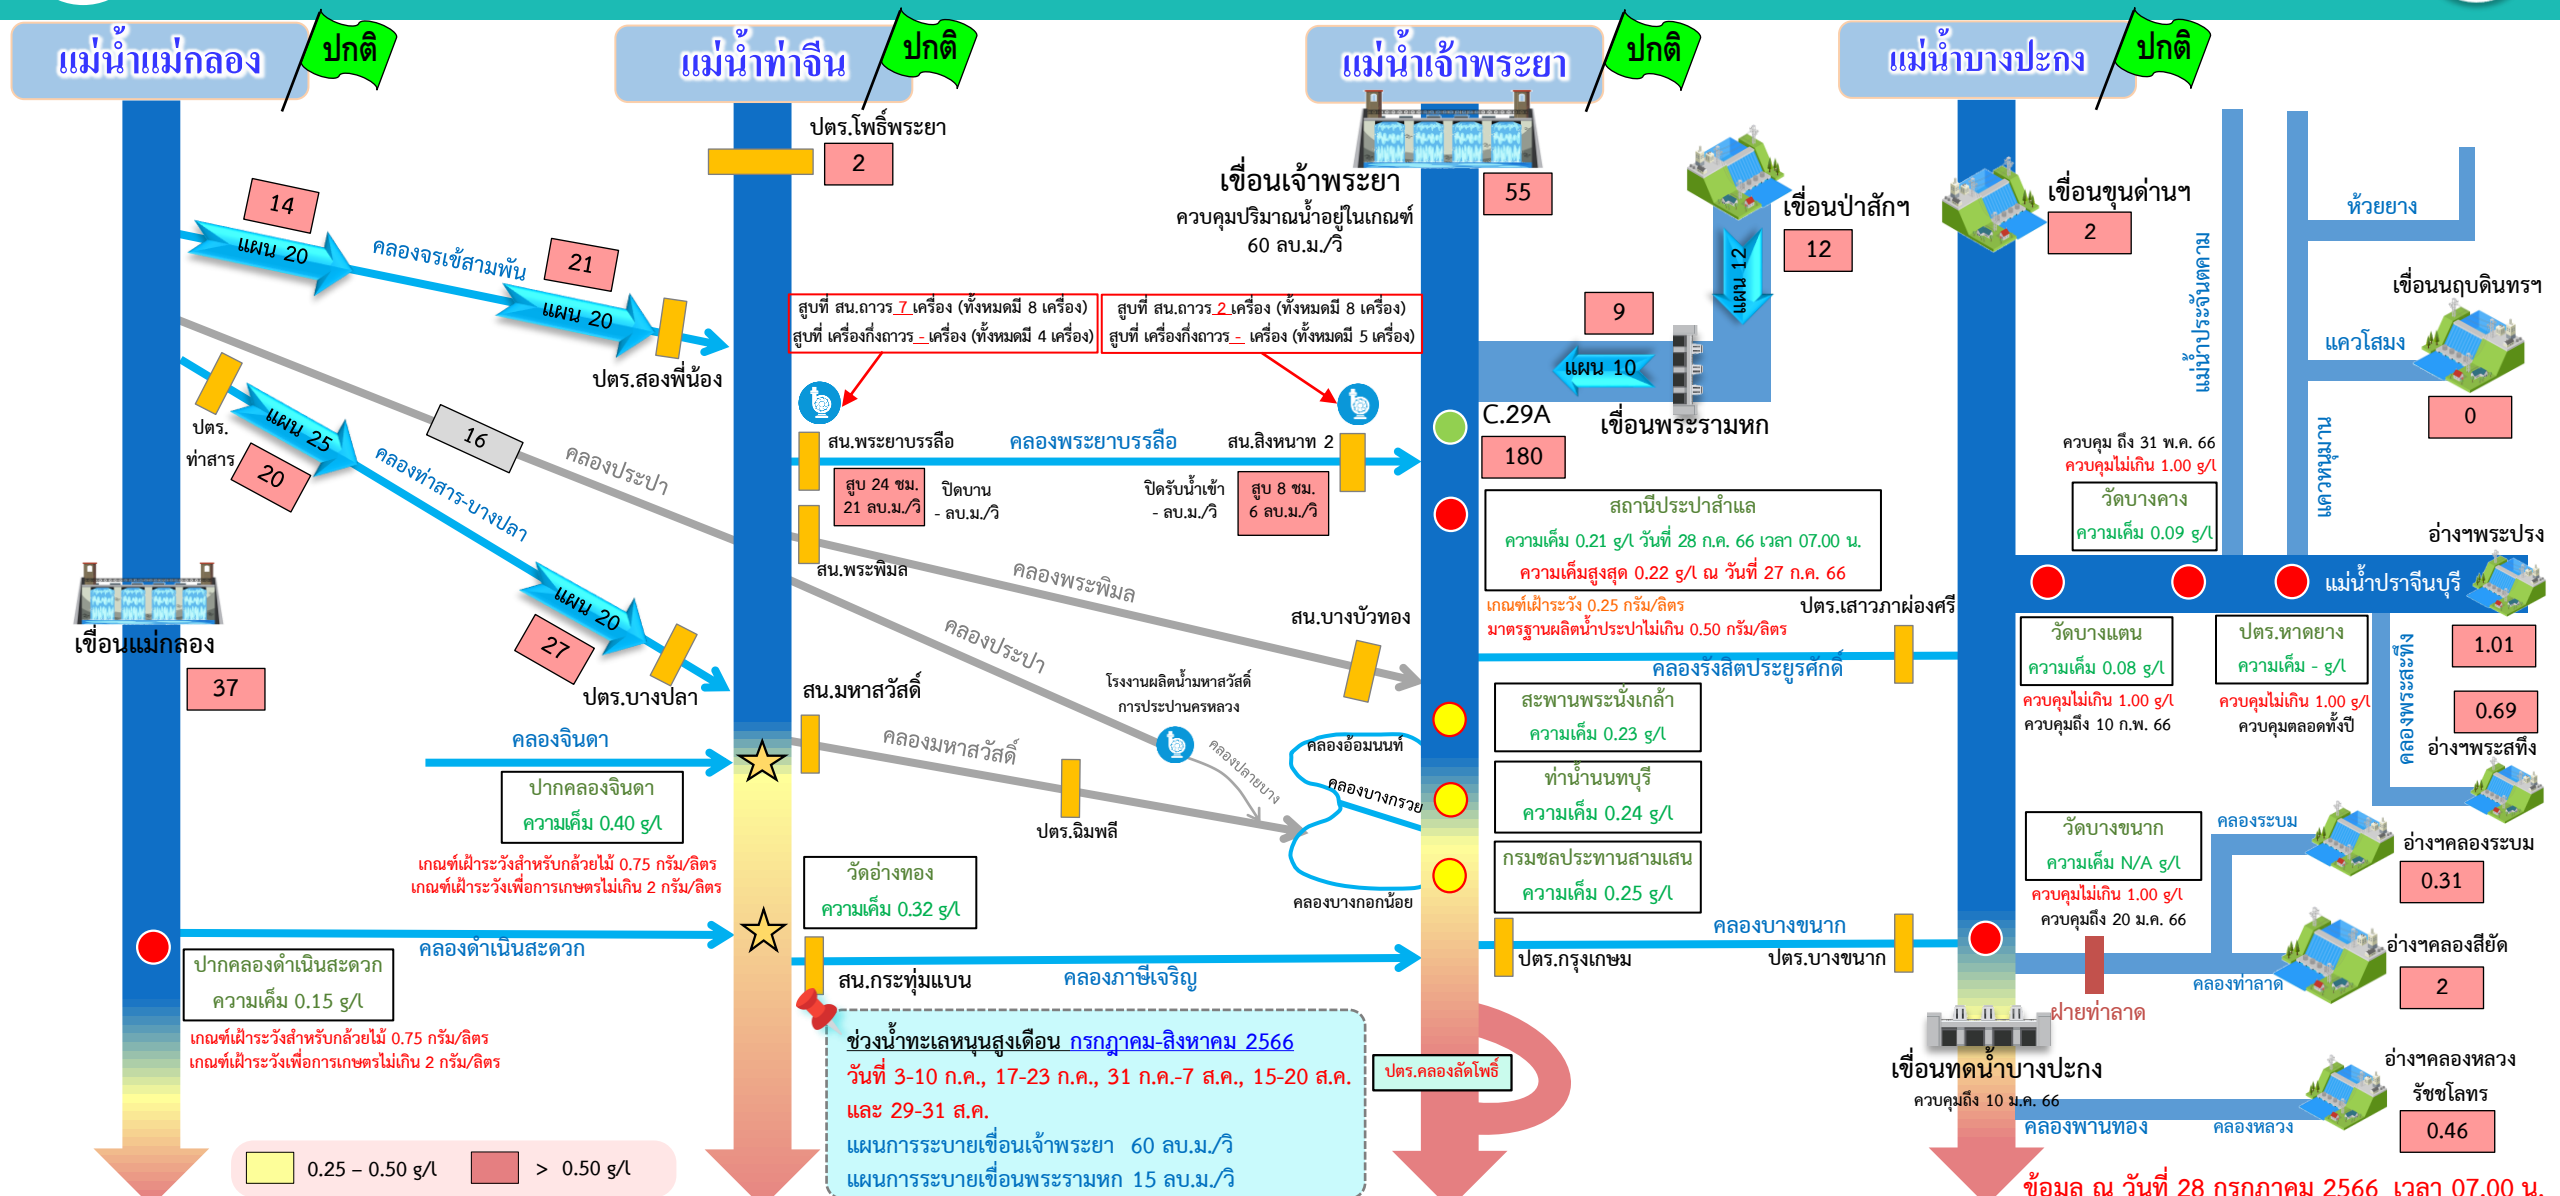 แม่น้ำแม่กลอง
ปกติ
แม่น้ำท่าจีน
ปกติ
แม่น้ำเจ้าพระยา
ปกติ
แม่น้ำบางปะกง
ปกติ
14
แผน 20
คลองจรเข้สามพัน
21
แผน 20
ปตร.สองพี่น้อง
ปตร.
ท่าสาร
แผน 25
20
คลองท่าสาร-บางปลา
16
คลองประปา
แผน 20
27
ปตร.บางปลา
เขื่อนแม่กลอง
37
คลองจินดา
ปากคลองจินดา
ความเค็ม 0.40 g/l
เกณฑ์เฝ้าระวังสำหรับกล้วยไม้ 0.75 กรัม/ลิตร
เกณฑ์เฝ้าระวังเพื่อการเกษตรไม่เกิน 2 กรัม/ลิตร
คลองดำเนินสะดวก
ปากคลองดำเนินสะดวก
ความเค็ม 0.15 g/l
เกณฑ์เฝ้าระวังสำหรับกล้วยไม้ 0.75 กรัม/ลิตร
เกณฑ์เฝ้าระวังเพื่อการเกษตรไม่เกิน 2 กรัม/ลิตร
0.25 – 0.50 g/l
> 0.50 g/l
ปตร.โพธิ์พระยา
2
สูบที่ สน.ถาวร 7 เครื่อง (ทั้งหมดมี 8 เครื่อง)
สูบที่ เครื่องกึ่งถาวร - เครื่อง (ทั้งหมดมี 4 เครื่อง)
สูบที่ สน.ถาวร 2 เครื่อง (ทั้งหมดมี 8 เครื่อง)
สูบที่ เครื่องกึ่งถาวร - เครื่อง (ทั้งหมดมี 5 เครื่อง)
สน.พระยาบรรลือ
คลองพระยาบรรลือ
สน.สิงหนาท 2
สูบ 24 ชม.
21 ลบ.ม./วิ
ปิดบาน
- ลบ.ม./วิ
ปิดรับน้ำเข้า
- ลบ.ม./วิ
สูบ 8 ชม.
6 ลบ.ม./วิ
สน.พระพิมล
คลองพระพิมล
สน.บางบัวทอง
คลองประปา
สน.มหาสวัสดิ์
คลองมหาสวัสดิ์
โรงงานผลิตน้ำมหาสวัสดิ์
การประปานครหลวง
คลองปลายบาง
ปตร.ฉิมพลี
คลองอ้อมนนท์
คลองบางกรวย
คลองบางกอกน้อย
วัดอ่างทอง
ความเค็ม 0.32 g/l
สน.กระทุ่มแบน
คลองภาษีเจริญ
ช่วงน้ำทะเลหนุนสูงเดือน กรกฎาคม-สิงหาคม 2566
วันที่ 3-10 ก.ค., 17-23 ก.ค., 31 ก.ค.-7 ส.ค., 15-20 ส.ค.
และ 29-31 ส.ค.
แผนการระบายเขื่อนเจ้าพระยา 60 ลบ.ม./วิ
แผนการระบายเขื่อนพระรามหก 15 ลบ.ม./วิ
ปตร.คลองลัดโพธิ์
เขื่อนเจ้าพระยา
ควบคุมปริมาณน้ำอยู่ในเกณฑ์
60 ลบ.ม./วิ
55
เขื่อนป่าสักฯ
12
แผน 12
9
แผน 10
เขื่อนพระรามหก
C.29A
180
สถานีประปาสำแล
ความเค็ม 0.21 g/l วันที่ 28 ก.ค. 66 เวลา 07.00 น.
ความเค็มสูงสุด 0.22 g/l ณ วันที่ 27 ก.ค. 66
เกณฑ์เฝ้าระวัง 0.25 กรัม/ลิตร
มาตรฐานผลิตน้ำประปาไม่เกิน 0.50 กรัม/ลิตร
ปตร.เสาวภาผ่องศรี
คลองรังสิตประยูรศักดิ์
สะพานพระนั่งเกล้า
ความเค็ม 0.23 g/l
ท่าน้ำนนทบุรี
ความเค็ม 0.24 g/l
กรมชลประทานสามเสน
ความเค็ม 0.25 g/l
คลองบางขนาก
ปตร.กรุงเกษม
ปตร.บางขนาก
เขื่อนขุนด่านฯ
2
แม่น้ำประจันตคาม
ห้วยยาง
เขื่อนนฤบดินทรฯ
แควโสมง
0
แควหนุมาน
ควบคุม ถึง 31 พ.ค. 66
ควบคุมไม่เกิน 1.00 g/l
วัดบางคาง
ความเค็ม 0.09 g/l
อ่างฯพระปรง
แม่น้ำปราจีนบุรี
1.01
วัดบางแตน
ความเค็ม 0.08 g/l
ควบคุมไม่เกิน 1.00 g/l
ควบคุมถึง 10 ก.พ. 66
ปตร.หาดยาง
ความเค็ม - g/l
ควบคุมไม่เกิน 1.00 g/l
ควบคุมตลอดทั้งปี
คลองพระสะทึง
0.69
อ่างฯพระสทึง
วัดบางขนาก
ความเค็ม N/A g/l
ควบคุมไม่เกิน 1.00 g/l
ควบคุมถึง 20 ม.ค. 66
คลองระบม
อ่างฯคลองระบม
0.31
อ่างฯคลองสียัด
2
คลองท่าลาด
ฝายท่าลาด
เขื่อนทดน้ำบางปะกง
ควบคุมถึง 10 ม.ค. 66
อ่างฯคลองหลวง
รัชชโลทร
0.46
คลองพานทอง
คลองหลวง
ข้อมูล ณ วันที่ 28 กรกฎาคม 2566 เวลา 07.00 น.